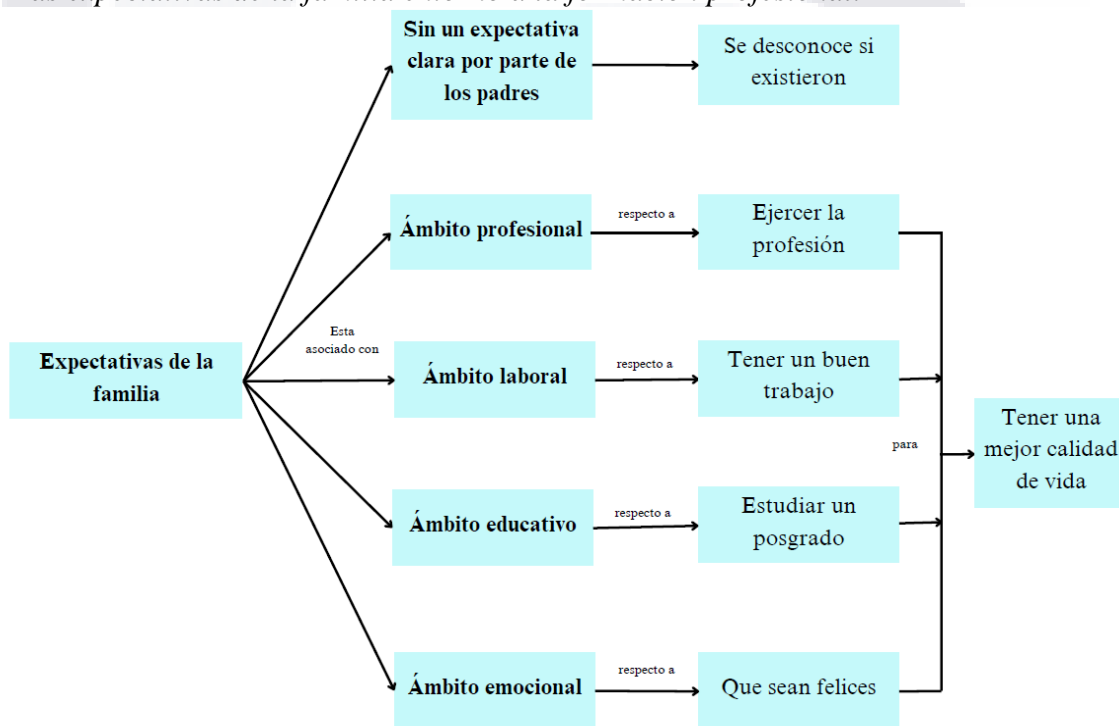 Sin un expectativa
clara por parte de
los padres
Se desconoce si
existieron
Ámbito profesional
respecto a
Ejercer la
profesión
Esta
asociado con
Expectativas de la
familia
Ámbito laboral
respecto a
Tener un buen
trabajo
para
Tener una
mejor calidad
de vida
Ámbito educativo
respecto a
Estudiar un
posgrado
Ámbito emocional
respecto a
Que sean felices